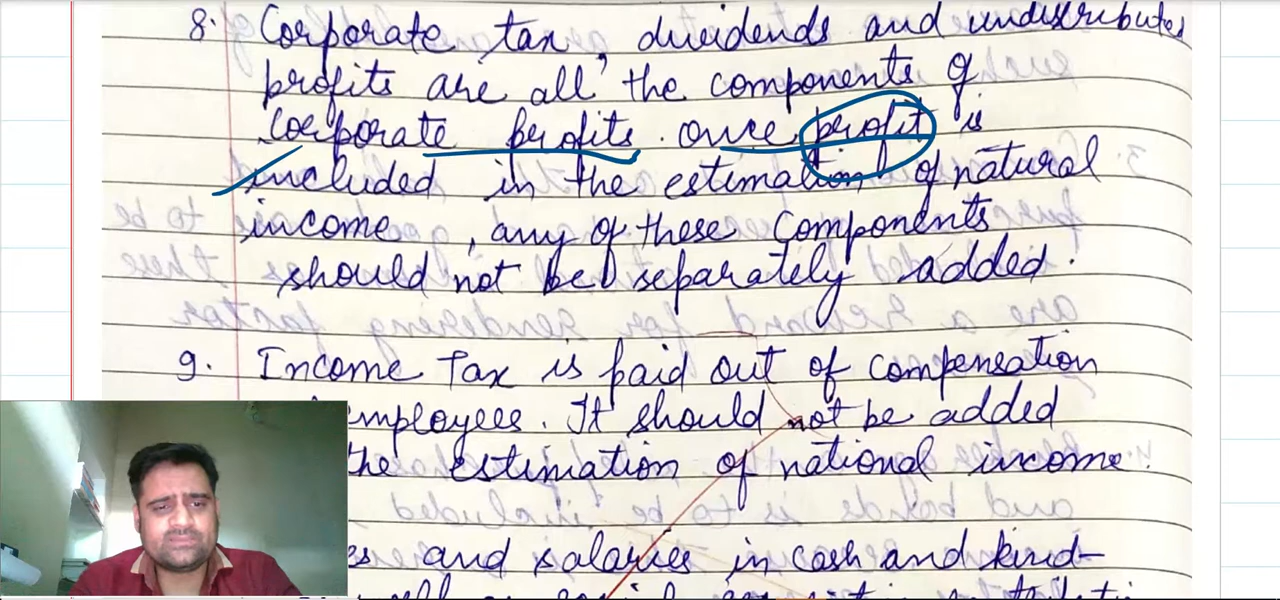 8. Corporate tax, dividends and undistributes
profits are all the components of
Corporate profits. Once profit is
included in the estimation of natural
income, any of these Components
should not be separately added.
9. Income Tax is paid out of compensation
employees. It should not be added
the estimation of national income.
and salaries in cash and kind-